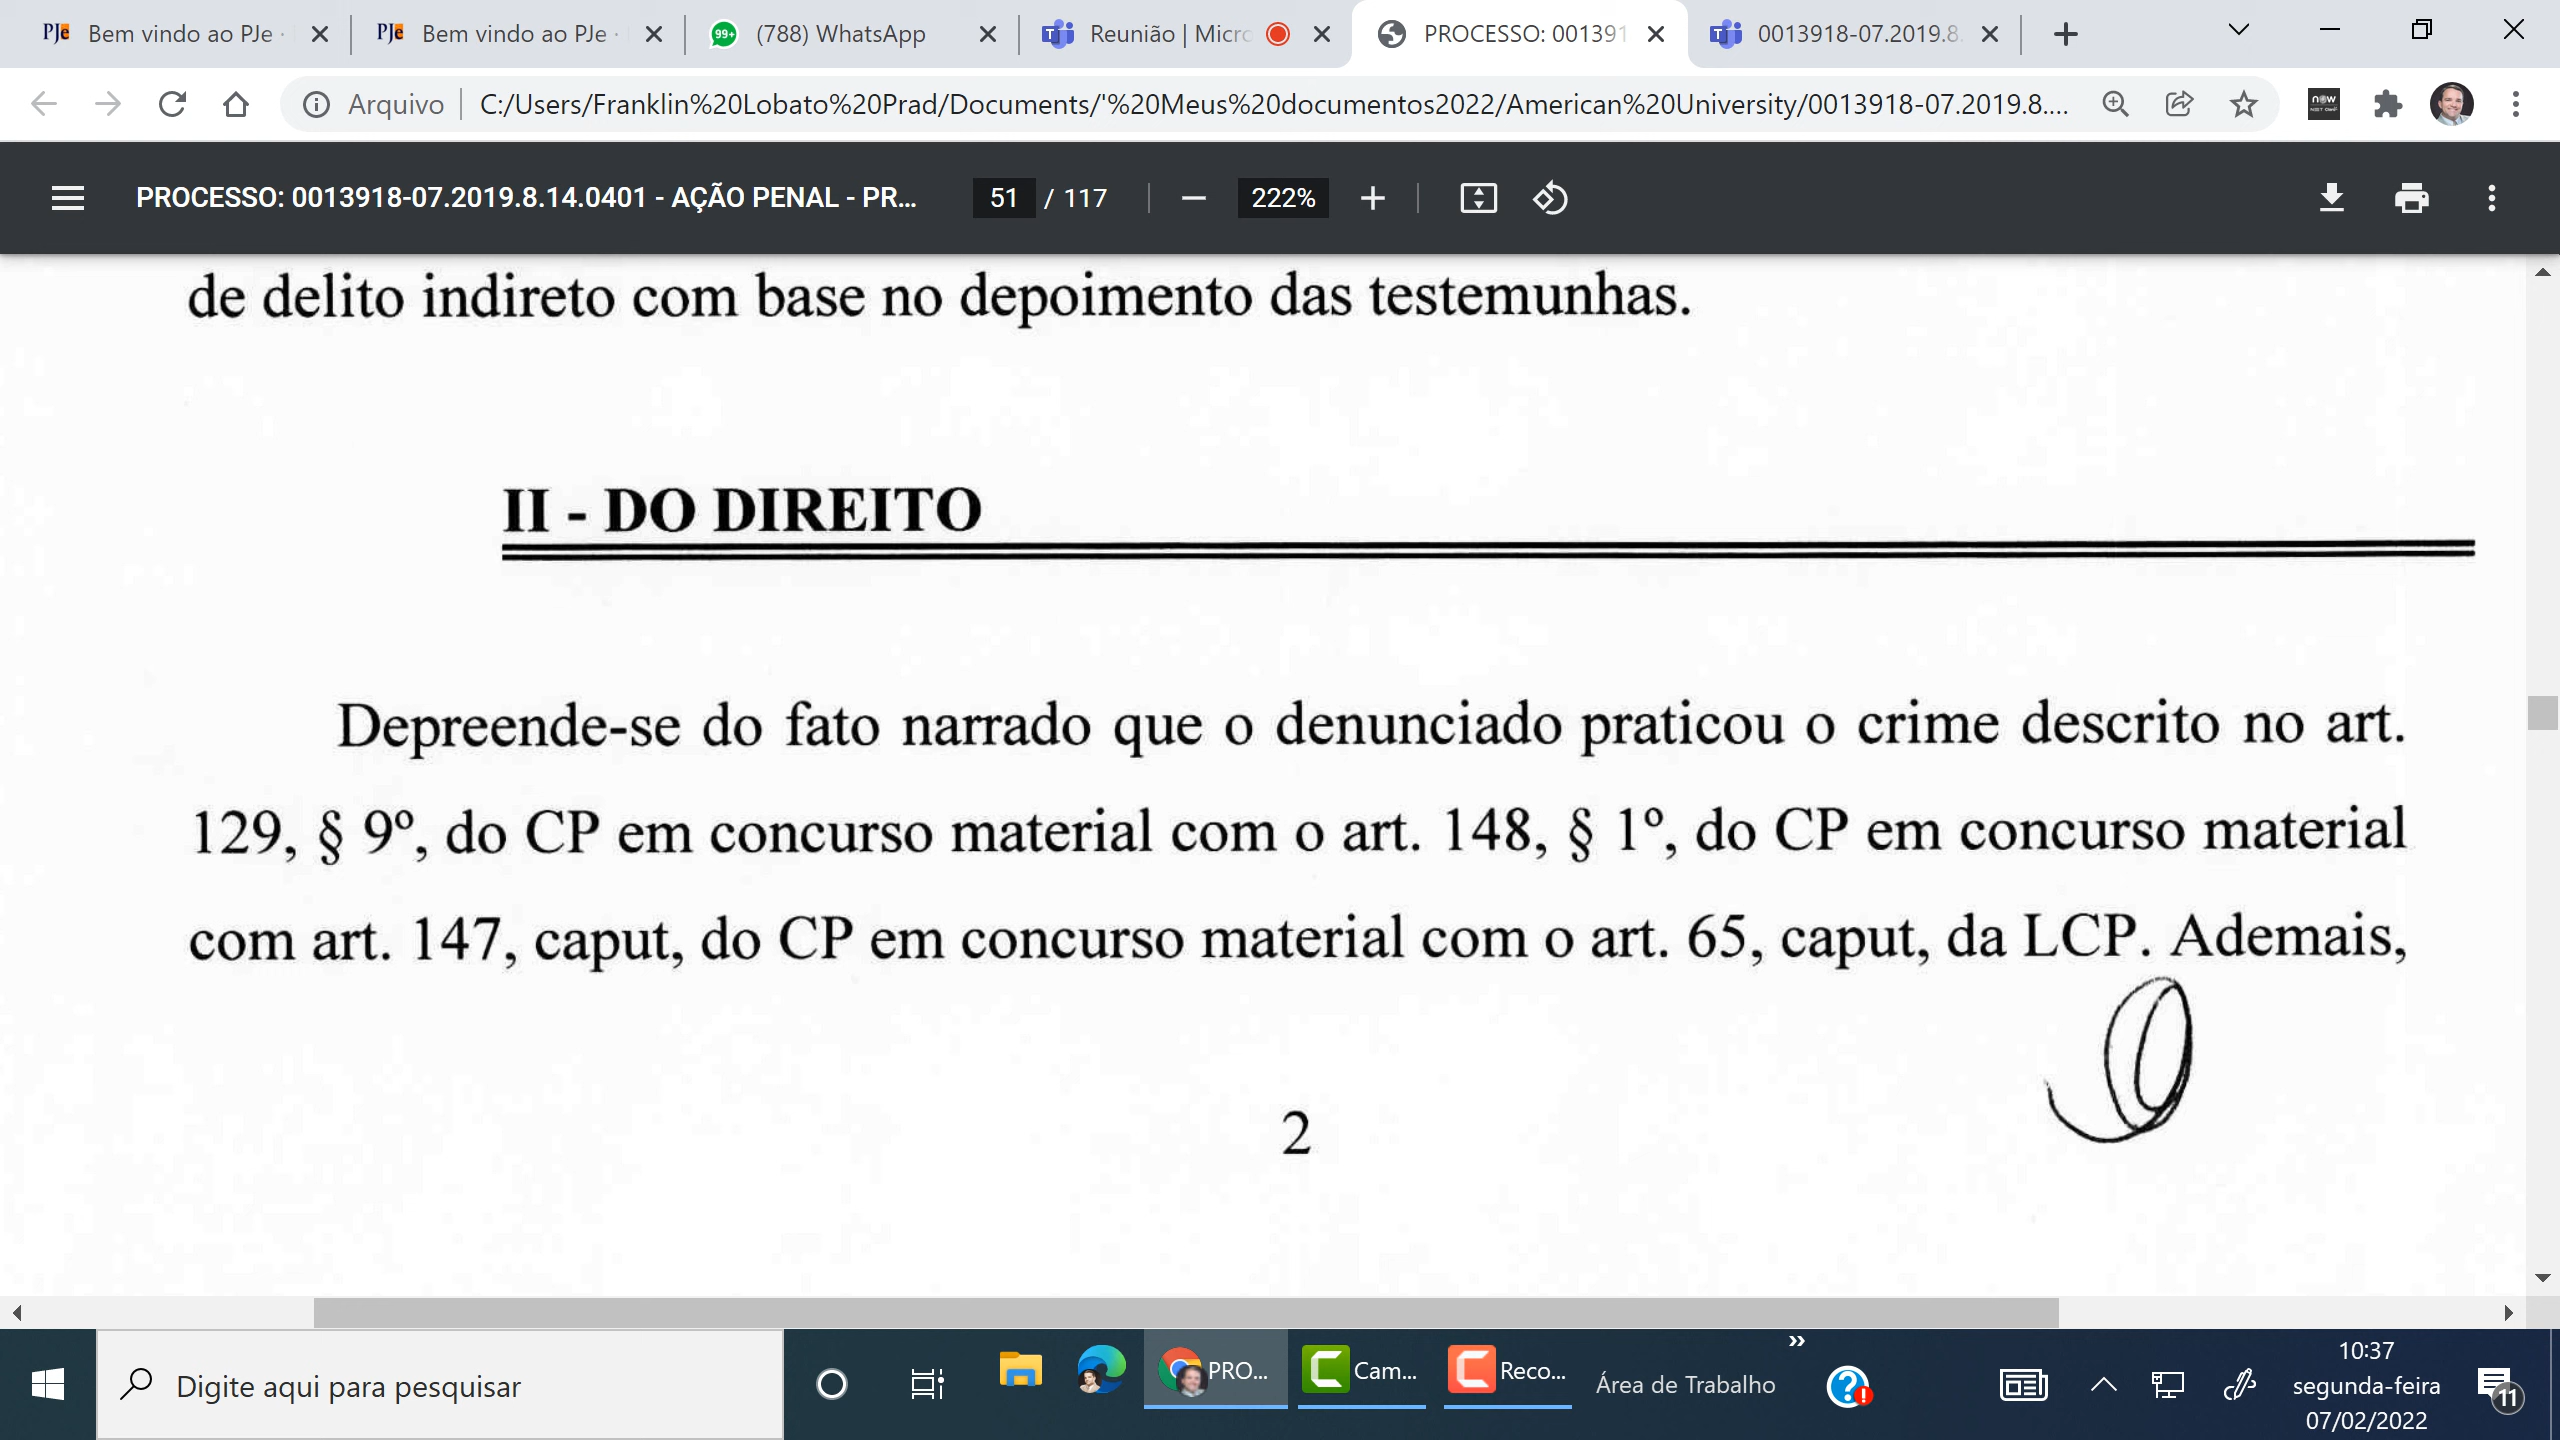 Bem vindo ao PJe ·
Bem vindo ao PJe ·
(788) WhatsApp
Reunião | Micro
PROCESSO: 001391
0013918-07.2019.8.
Arquivo
C:/Users/Franklin%20Lobato%20Prad/Documents/'%20Meus%20documentos2022/American%20University/0013918-07.2019.8....
PROCESSO: 0013918-07.2019.8.14.0401 - AÇÃO PENAL - PR...
51 / 117
222%
de delito indireto com base no depoimento das testemunhas.
II - DO DIREITO
Depreende-se do fato narrado que o denunciado praticou o crime descrito no art.
129, § 9º, do CP em concurso material com o art. 148, § 1º, do CP em concurso material
com art. 147, caput, do CP em concurso material com o art. 65, caput, da LCP. Ademais,
2
Digite aqui para pesquisar
PRO...
Cam...
Reco...
Área de Trabalho
10:37
segunda-feira
07/02/2022
11